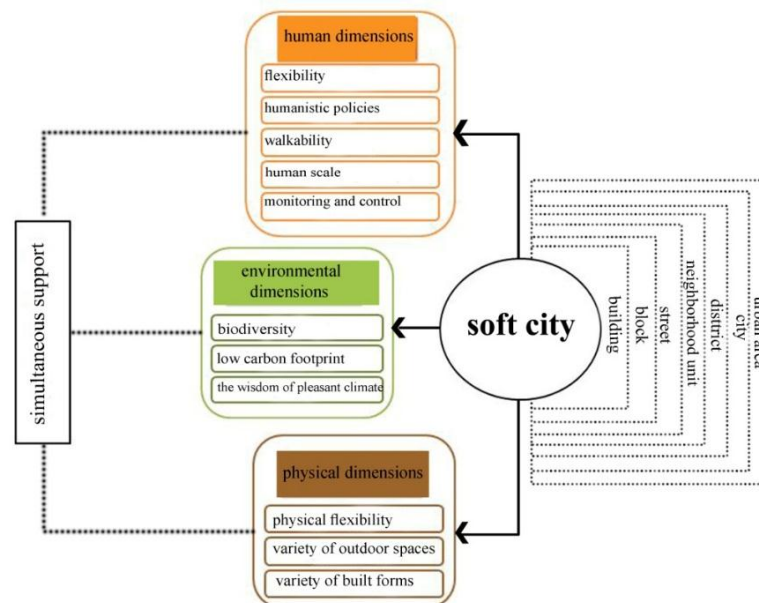 human dimensions
flexibility
humanistic policies
walkability
human scale
monitoring and control
simultaneous support
environmental
dimensions
biodiversity
low carbon footprint
the wisdom of pleasant climate
soft city
building
block
street
neighborhood unit
disttrict
city
physical dimensions
physical flexibility
variety of outdoor spaces
variety of built forms